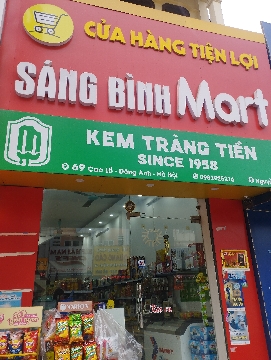 CỬA HÀNG TIỆN LỢI
SÁNG BÌNH Mart
KEM TRÀNG TIỀN
SINCE 1958
69 Cao Lỗ - Đông Anh - Hà Nội